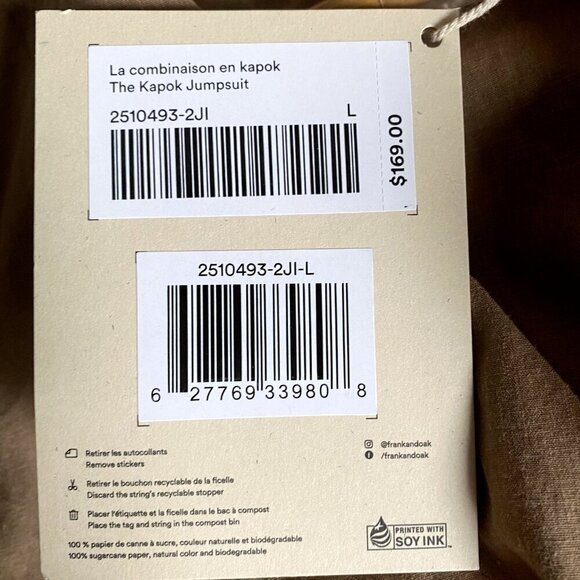 La combinaison en kapok
The Kapok Jumpsuit
2510493-2JI L
$169.00
2510493-2JI-L
6 27769 33980 8
Retirer les autocollants
Remove stickers
@frankandoak
/frankandoak
Retirer le bouchon recyclable de la ficelle
Discard the string's recyclable stopper
Placer l'étiquette et la ficelle dans le bac à compost
Place the tag and string in the compost bin
100 % papier de canne à sucre, couleur naturelle et biodégradable
100% sugarcane paper, natural color and biodegradable
PRINTED WITH
SOY INK